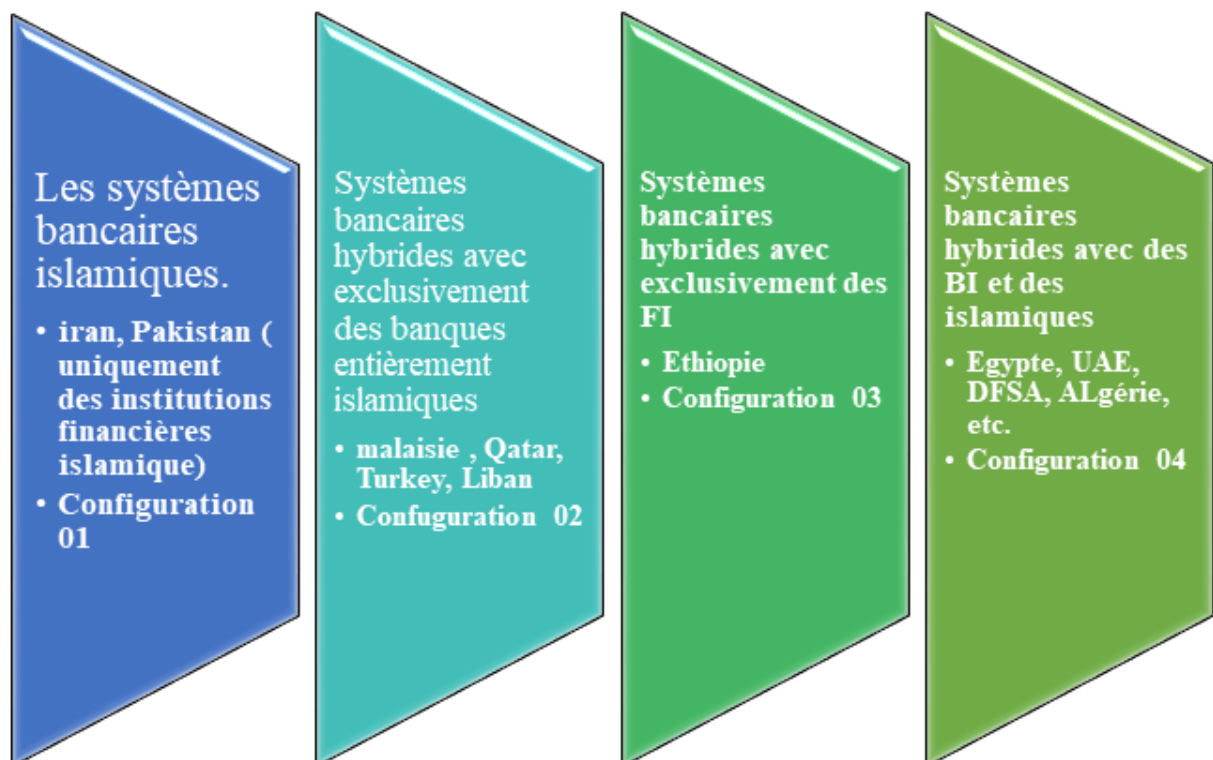 Les systèmes
bancaires
islamiques.
• iran, Pakistan (
uniquement
des institutions
financières
islamique)
• Configuration
01
Systèmes
bancaires
hybrides avec
exclusivement
des banques
entièrement
islamiques
• malaisie , Qatar,
Turkey, Liban
• Confuguration 02
Systèmes
bancaires
hybrides avec
exclusivement des
FI
• Ethiopie
• Configuration 03
Systèmes
bancaires
hybrides avec des
BI et des
islamiques
• Egypte, UAE,
DFSA, ALgérie,
etc.
• Configuration 04